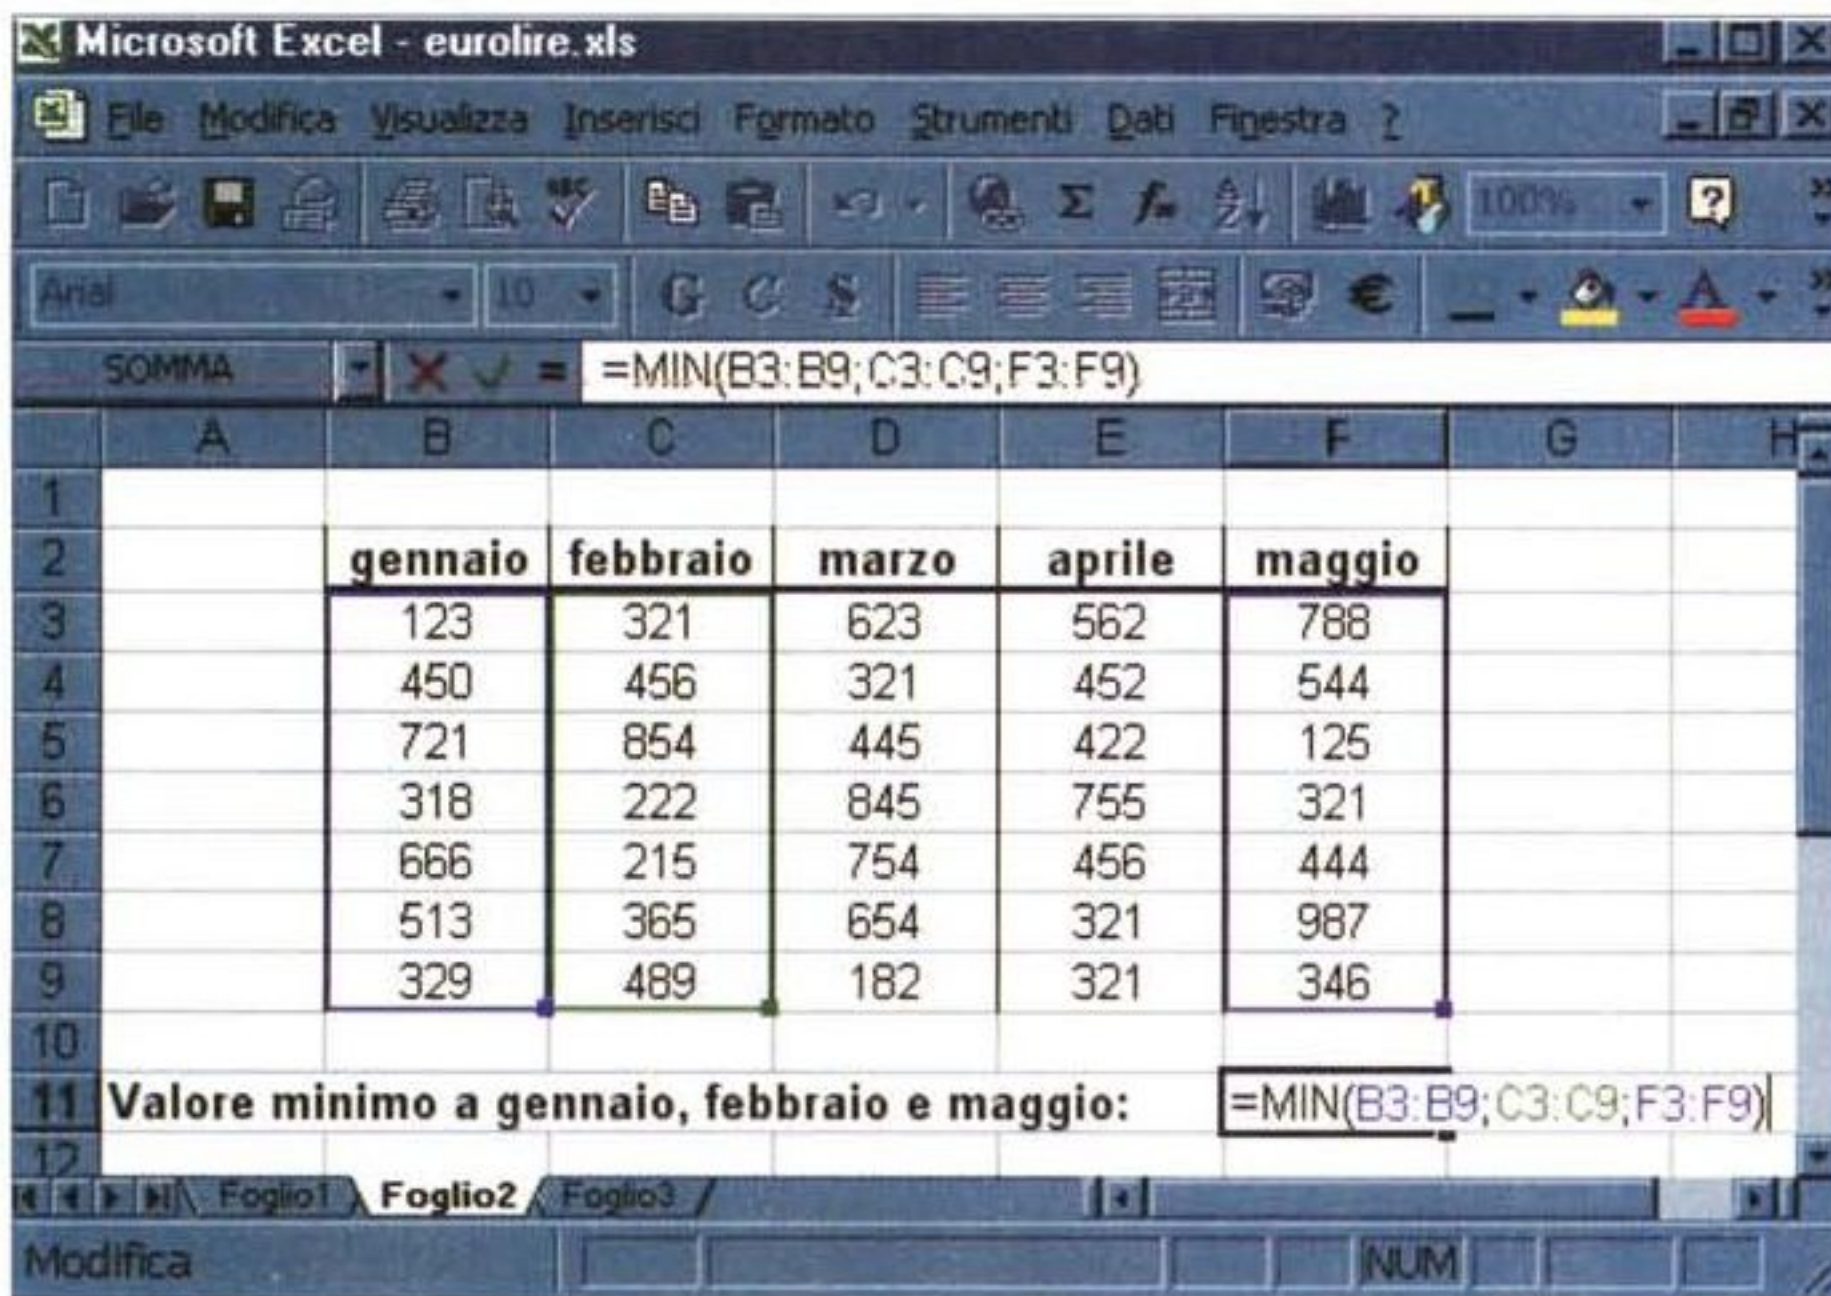 Microsoft Excel - eurolire.xls
File Modifica Visualizza Inserisci Formato Strumenti Dati Finestra ?
ABC Σ 100% ?
Arial 10 G C S € A
SOMMA = =MIN(B3:B9;C3:C9;F3:F9)
A B C D E F G H
1
2 gennaio febbraio marzo aprile maggio
3 123 321 623 562 788
4 450 456 321 452 544
5 721 854 445 422 125
6 318 222 845 755 321
7 666 215 754 456 444
8 513 365 654 321 987
9 329 489 182 321 346
10
11 Valore minimo a gennaio, febbraio e maggio: =MIN(B3:B9;C3:C9;F3:F9)
12
Foglio1 Foglio2 Foglio3
Modifica NUM